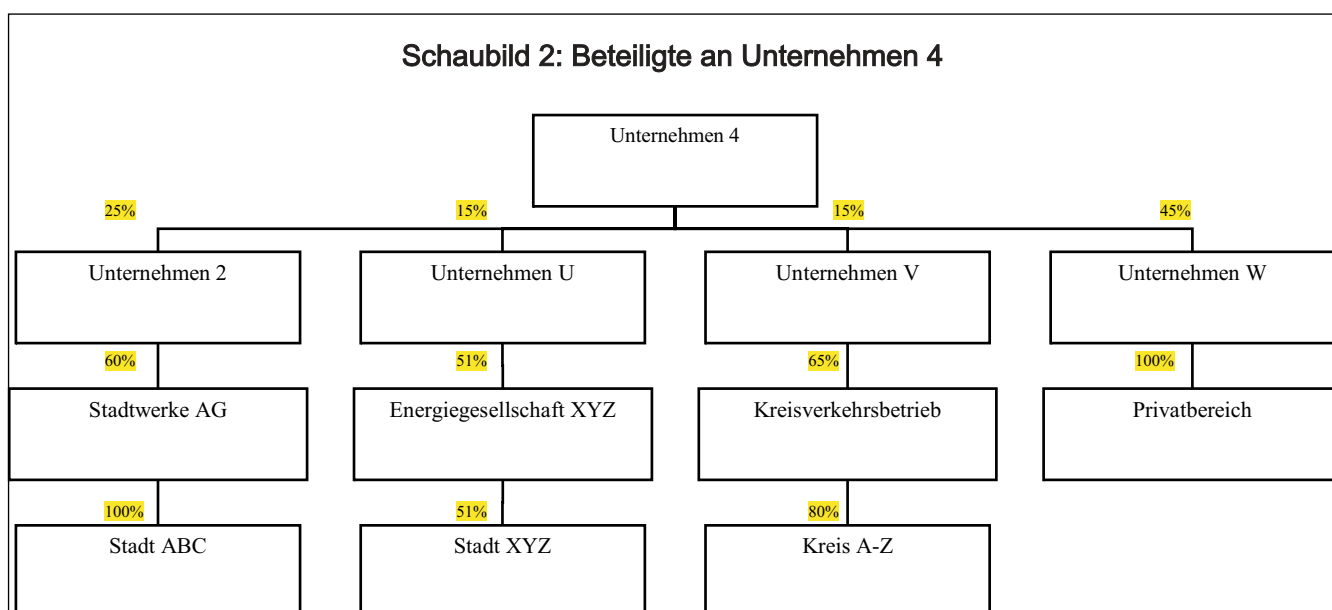 Schaubild 2: Beteiligte an Unternehmen 4
Unternehmen 4
25%
15%
15%
45%
Unternehmen 2
Unternehmen U
Unternehmen V
Unternehmen W
60%
51%
65%
100%
Stadtwerke AG
Energiegesellschaft XYZ
Kreisverkehrsbetrieb
Privatbereich
100%
51%
80%
Stadt ABC
Stadt XYZ
Kreis A-Z